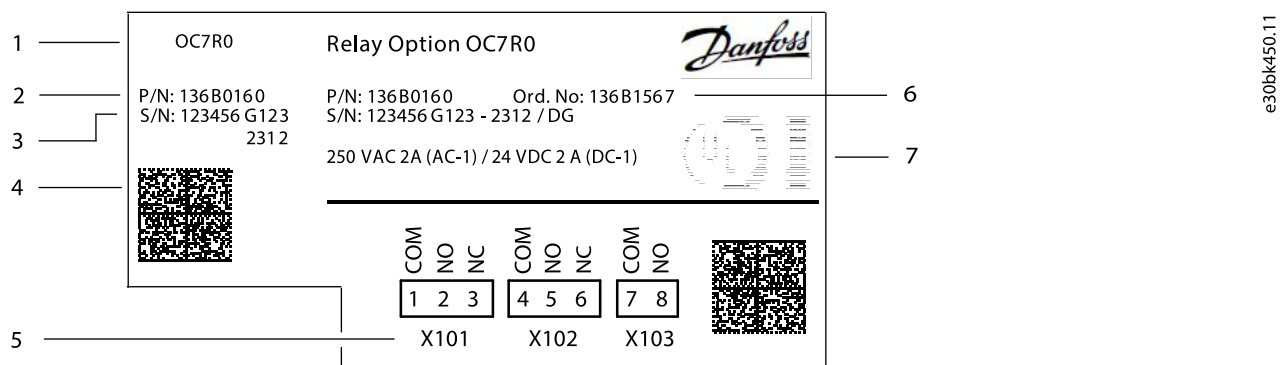 1
OC7R0
Relay Option OC7R0
Danfoss
2
P/N: 136B0160
P/N: 136B0160
Ord. No: 136B1567
6
3
S/N: 123456 G123
2312
S/N: 123456 G123 - 2312 / DG
250 VAC 2A (AC-1) / 24 VDC 2 A (DC-1)
7
4
COM NO NC
COM NO NC
COM NO
1 2 3
4 5 6
7 8
5
X101
X102
X103
e30bk450.11